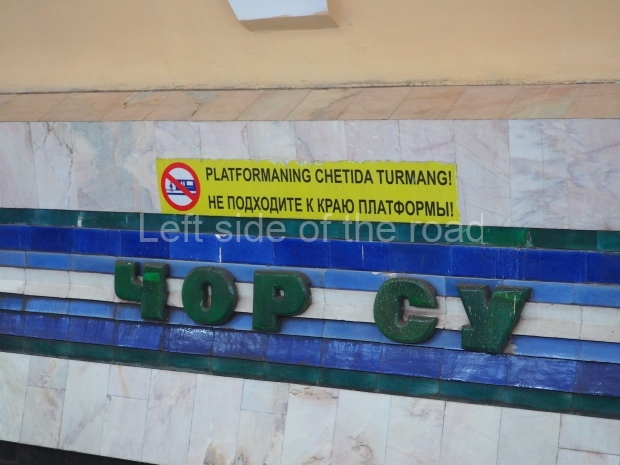 PLATFORMANING CHETIDA TURMANG!
НЕ ПОДХОДИТЕ К КРАЮ ПЛАТФОРМЫ!
Left side of the road
ЧОР СУ